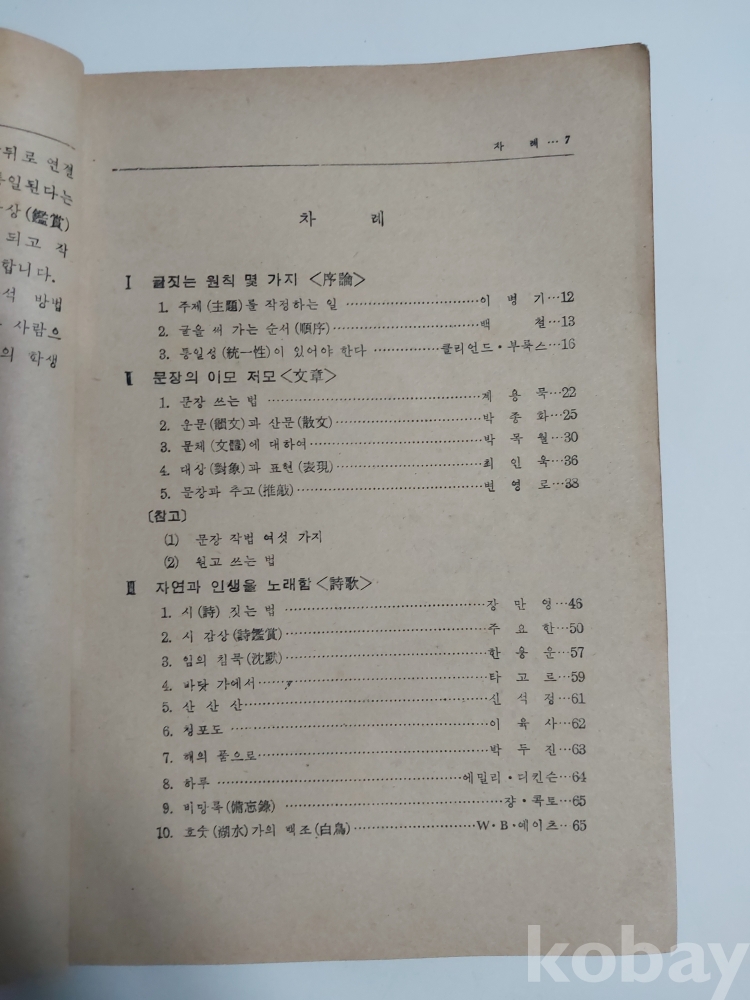 뒤로 연결
일된다는
상(鑑賞)
되고 작
합니다.
석 방법
사람으
의 학생
차 례…7
차 례
Ⅰ 글짓는 원칙 몇 가지〈序論〉
1. 주제(主題)를 작정하는 일……이 병 기…12
2. 글을 써 가는 순서(順序)……백 철…13
3. 통일성(統一性)이 있어야 한다……클리언드·부룩스…16
Ⅱ 문장의 이모 저모〈文章〉
1. 문장 쓰는 법……계 용 묵…22
2. 운문(韻文)과 산문(散文)……박 종 화…25
3. 문체(文體)에 대하여……박 목 월…30
4. 대상(對象)과 표현(表現)……최 인 욱…36
5. 문장과 추고(推敲)……변 영 로…38
〔참고〕
(1) 문장 작법 여섯 가지
(2) 원고 쓰는 법
Ⅲ 자연과 인생을 노래함〈詩歌〉
1. 시(詩) 짓는 법……강 만 영…46
2. 시 감상(詩鑑賞)……주 요 한…50
3. 임의 침묵(沈默)……한 용 운…57
4. 바닷 가에서……타 고 르…59
5. 산 산 산……신 석 정…61
6. 청포도……이 육 사…62
7. 해의 품으로……박 두 진…63
8. 하루……에밀리·디킨슨…64
9. 비망록(備忘錄)……쟝·콕토…65
10. 호숫(湖水)가의 백조(白鳥)……W·B·예이츠…65
kobay